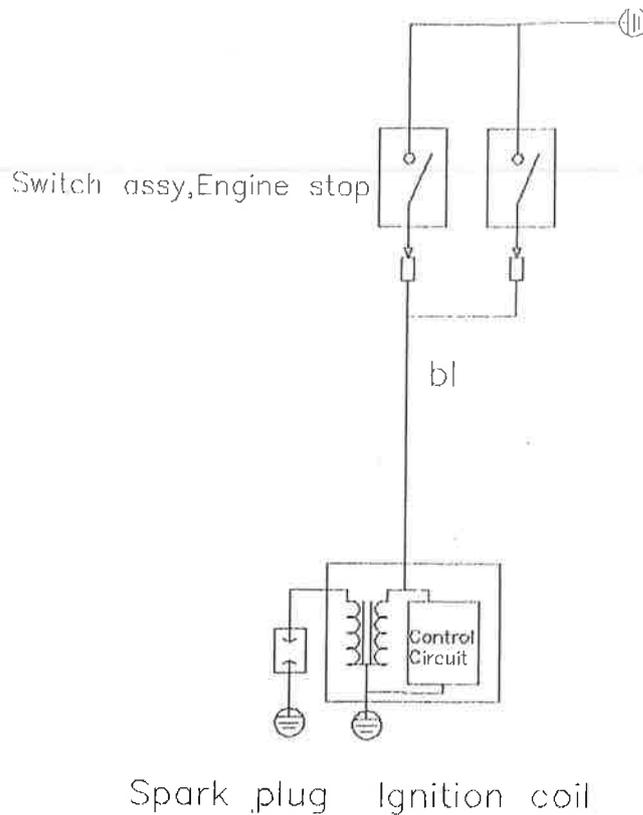 Switch assy,Engine stop
bl
Control
Circuit
Spark plug Ignition coil